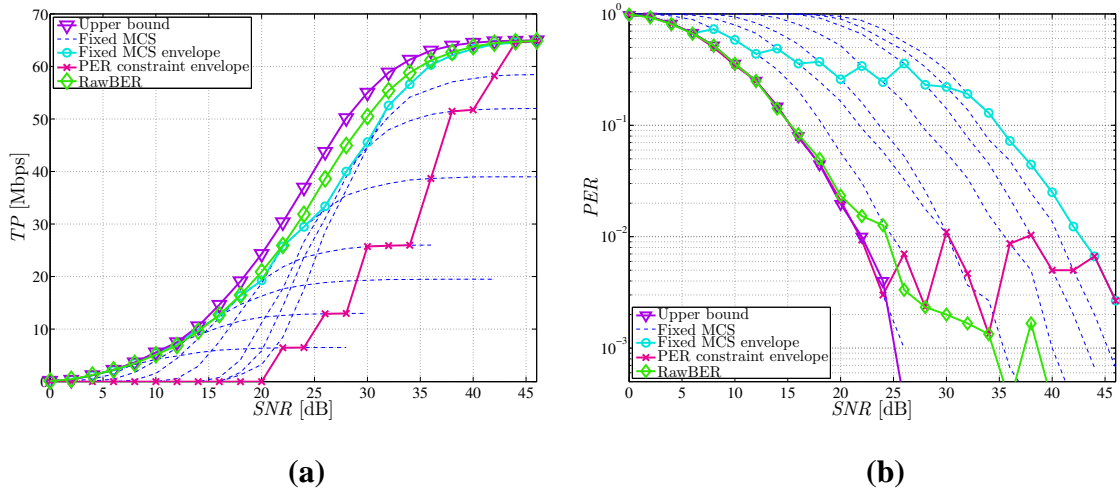 Upper bound
Fixed MCS
Fixed MCS envelope
PER constraint envelope
RawBER
TP [Mbps]
70
60
50
40
30
20
10
0
0 5 10 15 20 25 30 35 40 45
SNR [dB]
(a)
10^0
10^-1
10^-2
10^-3
PER
Upper bound
Fixed MCS
Fixed MCS envelope
PER constraint envelope
RawBER
0 5 10 15 20 25 30 35 40 45
SNR [dB]
(b)